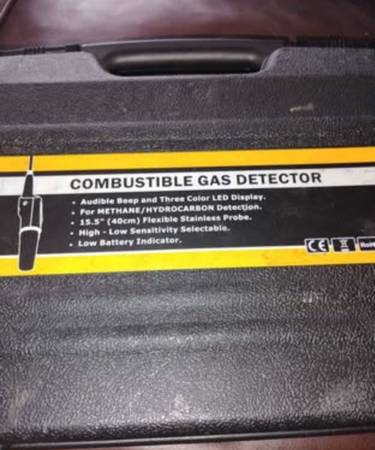 COMBUSTIBLE GAS DETECTOR
• Audible Beep and Three Color LED Display.
• For METHANE/HYDROCARBON Detection.
• 15.5" (40cm) Flexible Stainless Probe.
• High - Low Sensitivity Selectable.
• Low Battery Indicator.
CE RoHS